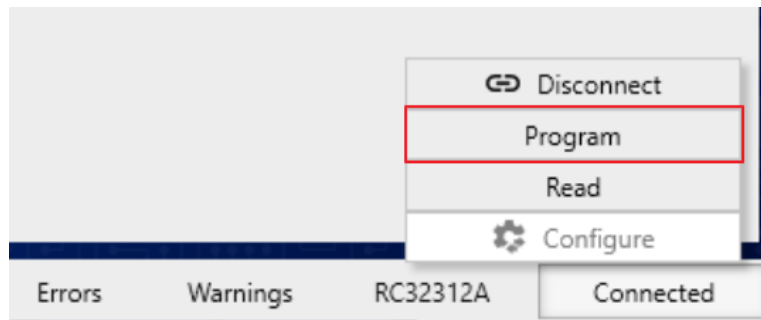 Disconnect
Program
Read
Configure
Errors Warnings RC32312A Connected